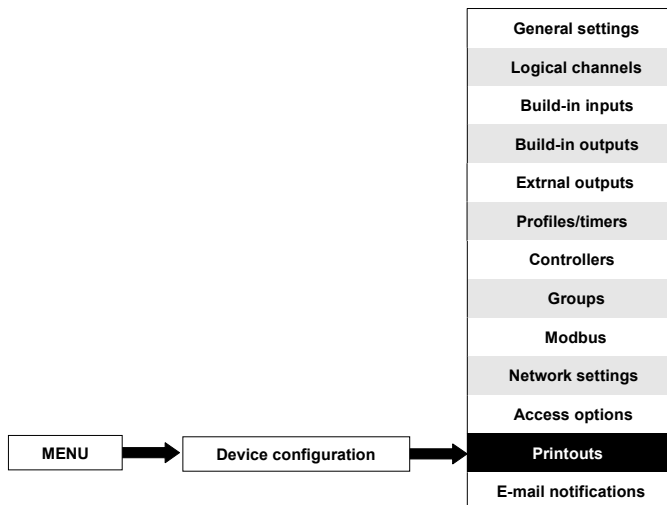 General settings
Logical channels
Build-in inputs
Build-in outputs
Extrnal outputs
Profiles/timers
Controllers
Groups
Modbus
Network settings
Access options
MENU
Device configuration
Printouts
E-mail notifications